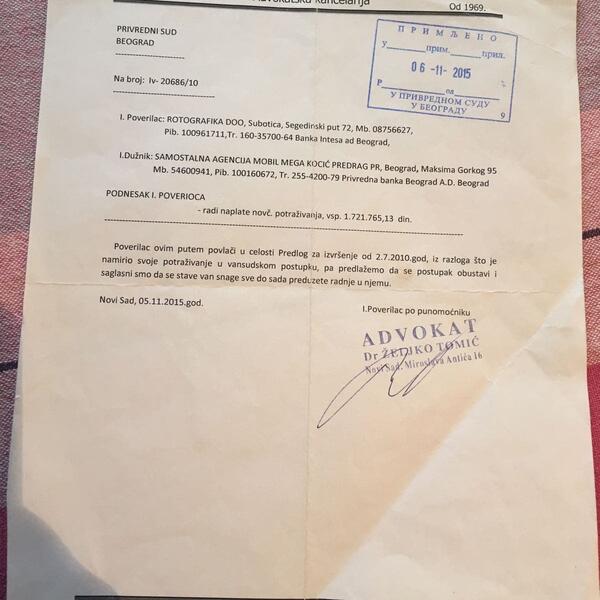 Advokatska kancelarija
Od 1969.
PRIVREDNI SUD
BEOGRAD
Na broj: Iv- 20686/10
ПРИМЉЕНО
у прим. прил.
06 -11- 2015
Р од
У ПРИВРЕДНОМ СУДУ
У БЕОГРАДУ 9
I. Poverilac: ROTOGRAFIKA DOO, Subotica, Segedinski put 72, Mb. 08756627,
Pib. 100961711,Tr. 160-35700-64 Banka Intesa ad Beograd,
I.Dužnik: SAMOSTALNA AGENCIJA MOBIL MEGA KOCIĆ PREDRAG PR, Beograd, Maksima Gorkog 95
Mb. 54600941, Pib. 100160672, Tr. 255-4200-79 Privredna banka Beograd A.D. Beograd
PODNESAK I. POVERIOCA
- radi naplate novč. potraživanja, vsp. 1.721.765,13 din.
Poverilac ovim putem povlači u celosti Predlog za izvršenje od 2.7.2010.god, iz razloga što je
namirio svoje potraživanje u vansudskom postupku, pa predlažemo da se postupak obustavi i
saglasni smo da se stave van snage sve do sada preduzete radnje u njemu.
Novi Sad, 05.11.2015.god.
I.Poverilac po punomoćniku
ADVOKAT
Dr ŽELJKO TOMIĆ
Novi Sad, Miroslava Antića 16